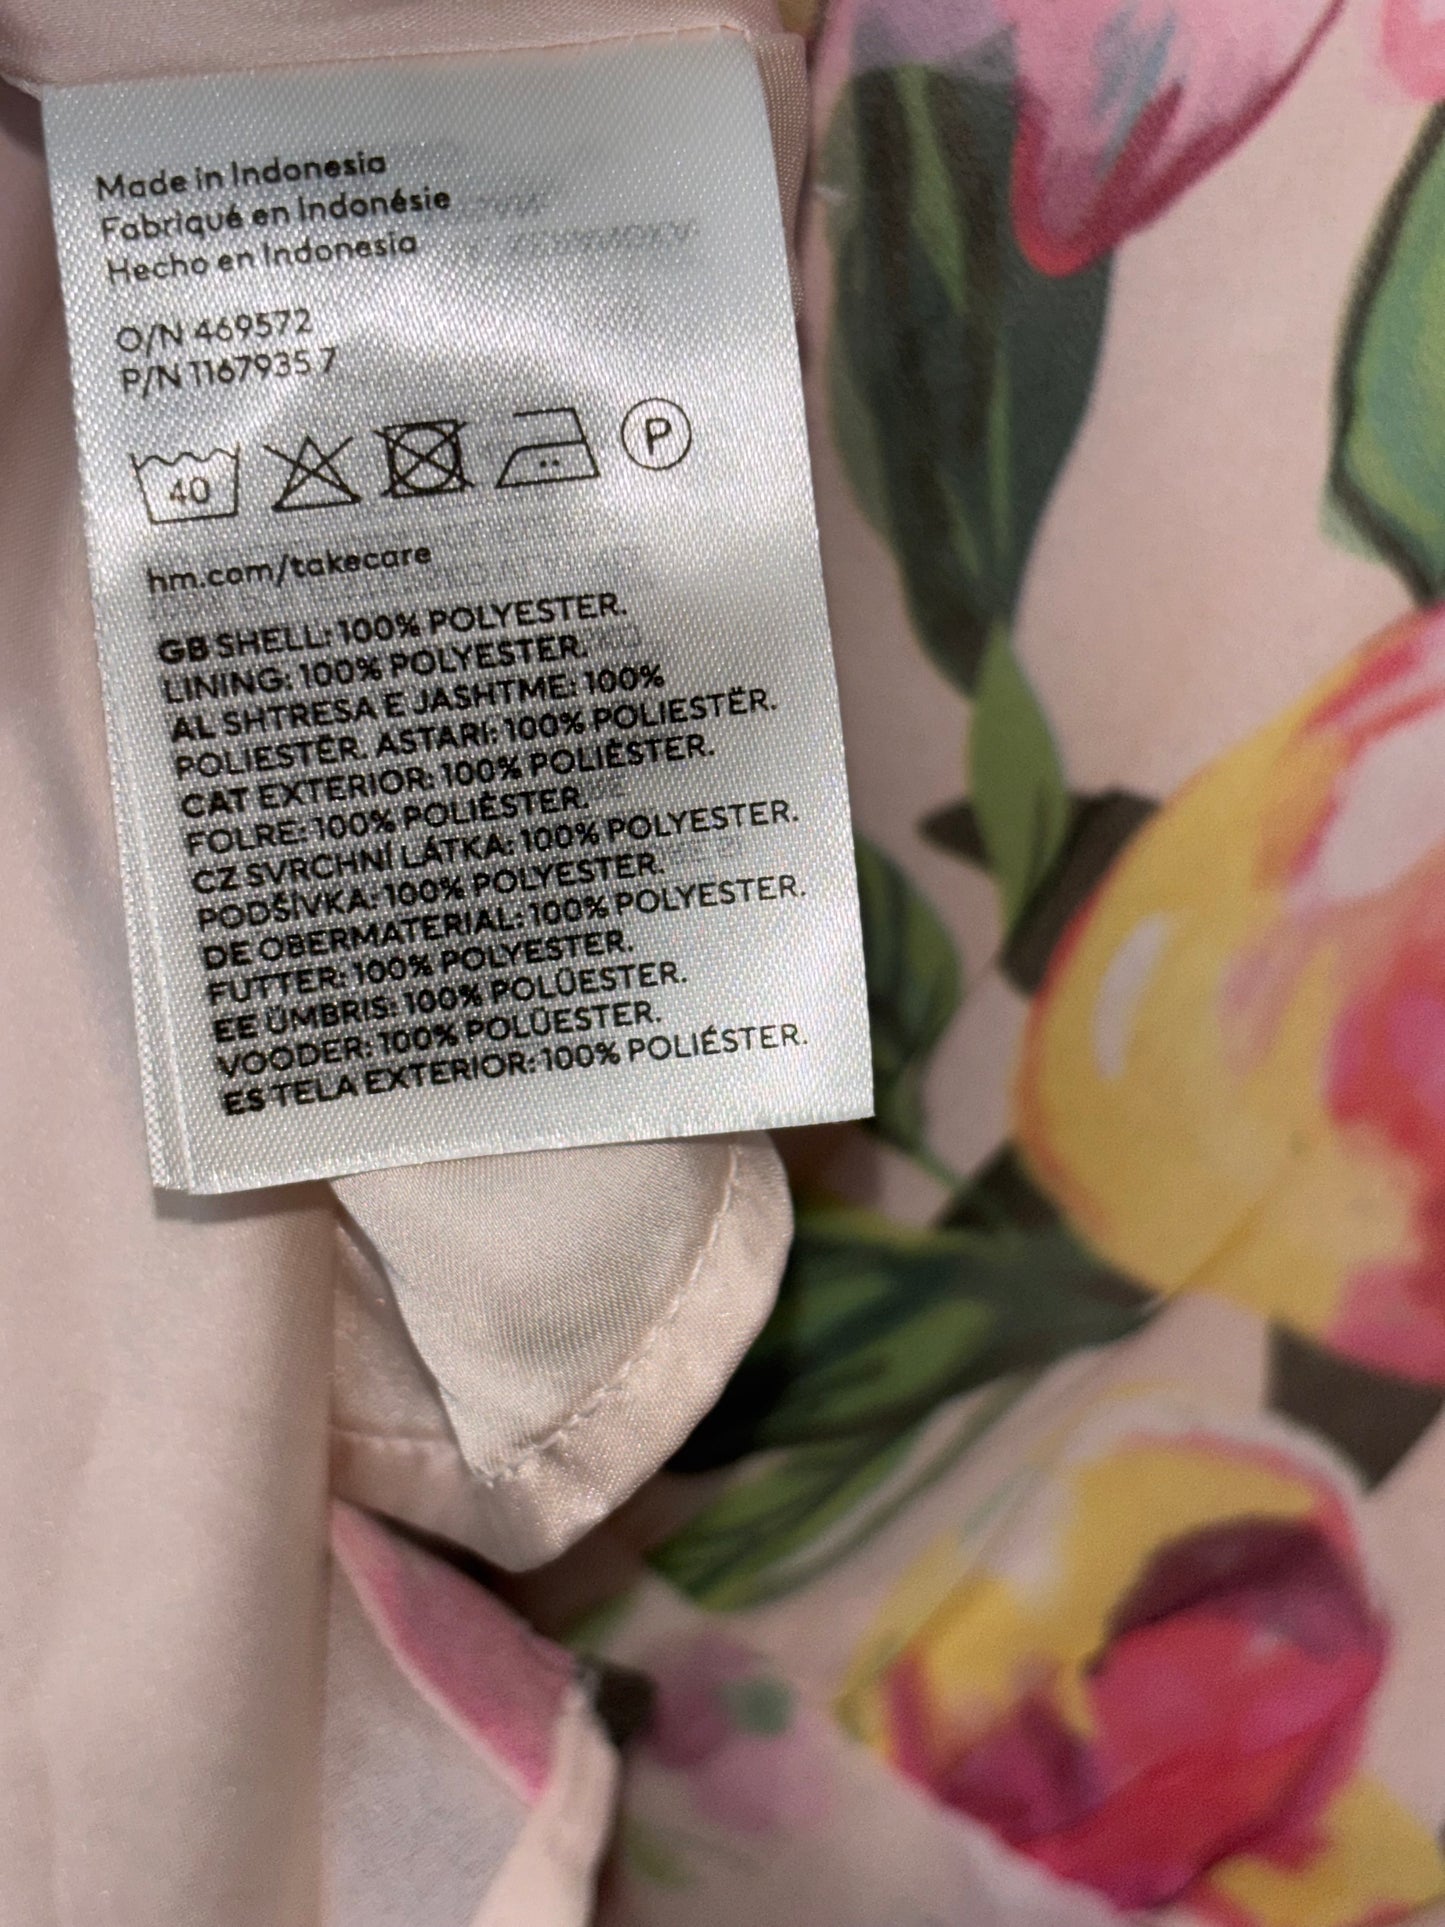 Made in Indonesia
Fabriqué en Indonésie
Hecho en Indonesia
O/N 469572
P/N 1167935 7
40 P
hm.com/takecare
GB SHELL: 100% POLYESTER.
LINING: 100% POLYESTER.
AL SHTRESA E JASHTME: 100%
POLIESTËR. ASTARI: 100% POLIESTËR.
CAT EXTERIOR: 100% POLIÈSTER.
FOLRE: 100% POLIÈSTER.
CZ SVRCHNÍ LÁTKA: 100% POLYESTER.
PODŠÍVKA: 100% POLYESTER.
DE OBERMATERIAL: 100% POLYESTER.
FUTTER: 100% POLYESTER.
EE ÜMBRIS: 100% POLÜESTER.
VOODER: 100% POLÜESTER.
ES TELA EXTERIOR: 100% POLIÉSTER.